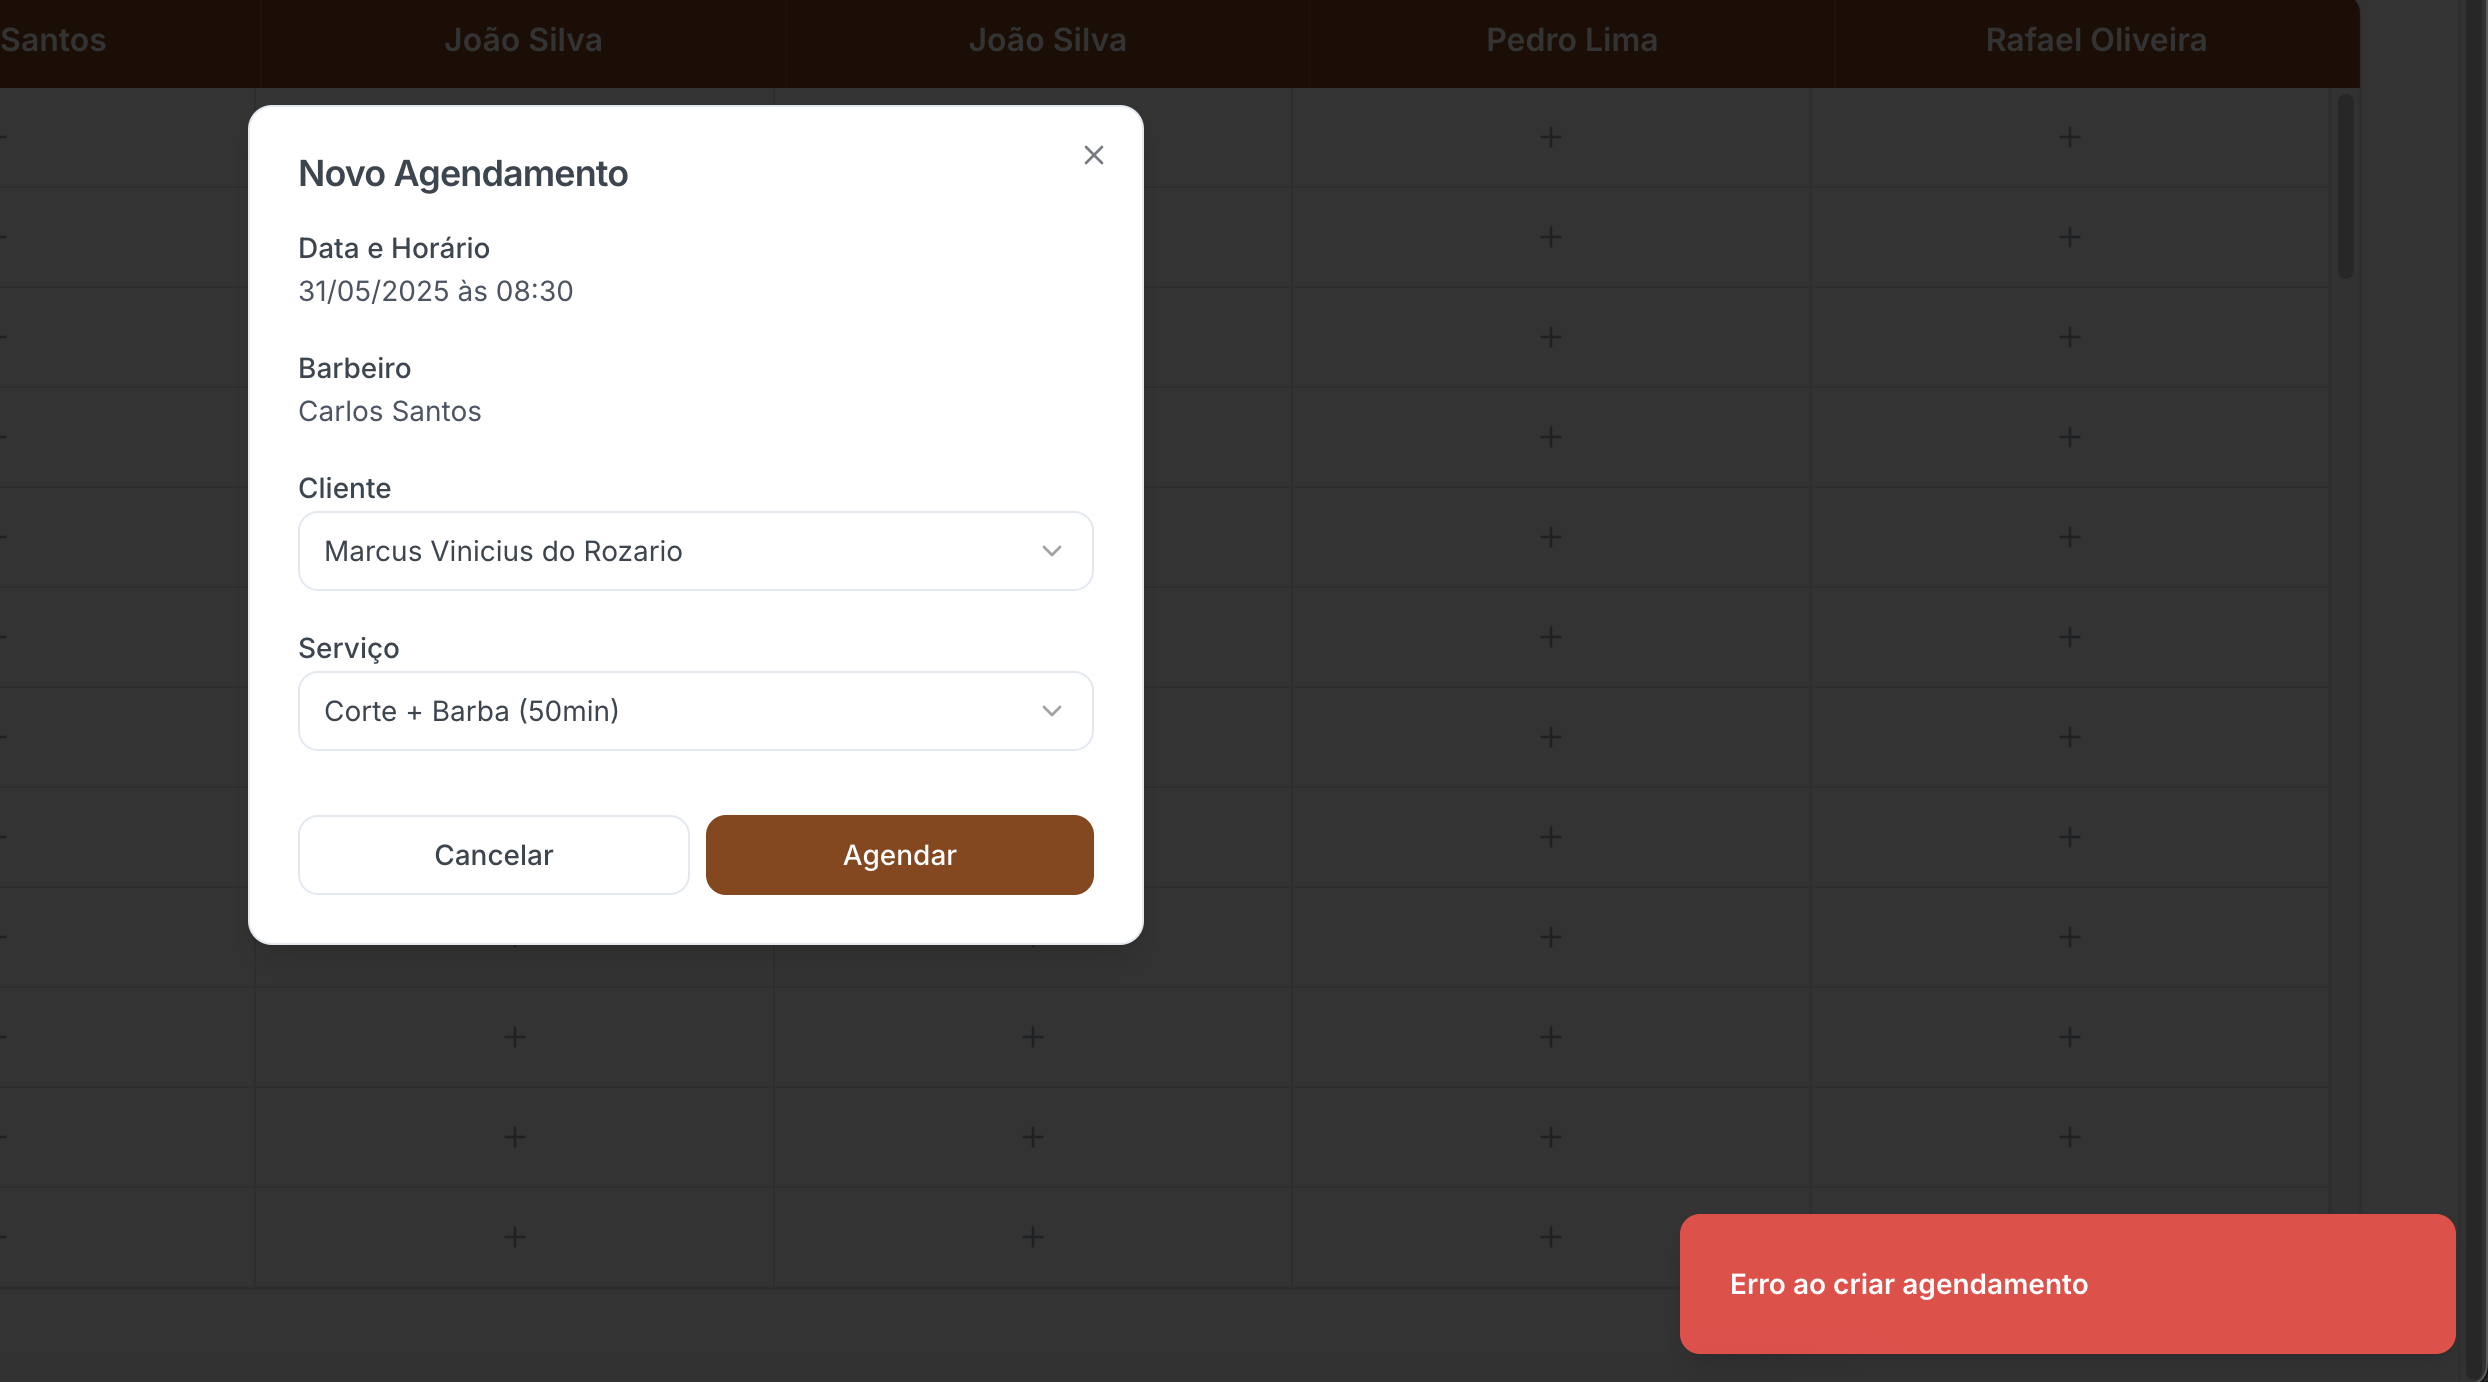 Santos João Silva João Silva Pedro Lima Rafael Oliveira
Novo Agendamento
Data e Horário
31/05/2025 às 08:30
Barbeiro
Carlos Santos
Cliente
Marcus Vinicius do Rozario
Serviço
Corte + Barba (50min)
Cancelar Agendar
Erro ao criar agendamento